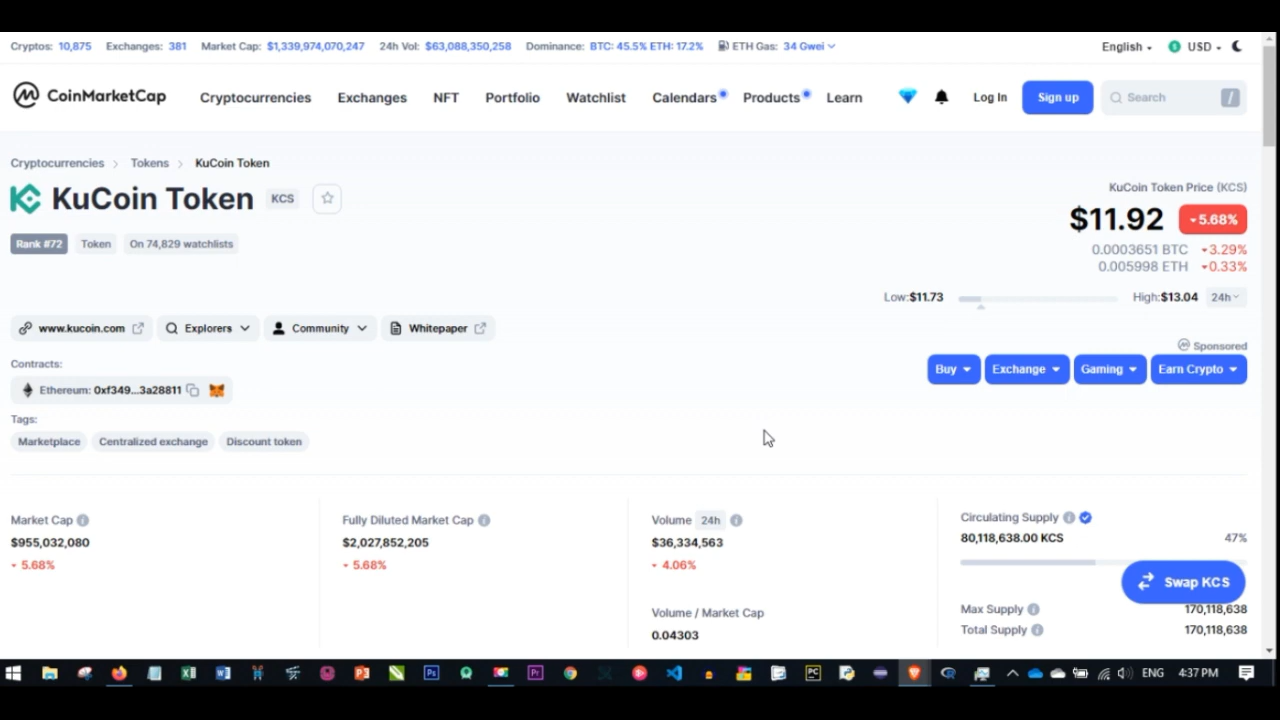 Cryptos: 10,875 Exchanges: 381 Market Cap: $1,339,974,070,247 24h Vol: $63,088,350,258 Dominance: BTC: 45.5% ETH: 17.2% ETH Gas: 34 Gwei English USD
CoinMarketCap Cryptocurrencies Exchanges NFT Portfolio Watchlist Calendars Products Learn Log In Sign up Search /
Cryptocurrencies > Tokens > KuCoin Token
KuCoin Token KCS
Rank #72 Token On 74,829 watchlists
KuCoin Token Price (KCS)
$11.92 5.68%
0.0003651 BTC 3.29%
0.005998 ETH 0.33%
Low:$11.73 High:$13.04 24h
www.kucoin.com Explorers Community Whitepaper
Sponsored
Contracts:
Buy Exchange Gaming Earn Crypto
Ethereum: 0xf349...3a28811
Tags:
Marketplace Centralized exchange Discount token
Market Cap
$955,032,080
5.68%
Fully Diluted Market Cap
$2,027,852,205
5.68%
Volume 24h
$36,334,563
4.06%
Volume / Market Cap
0.04303
Circulating Supply
80,118,638.00 KCS 47%
Swap KCS
Max Supply 170,118,638
Total Supply 170,118,638
ENG 4:37 PM